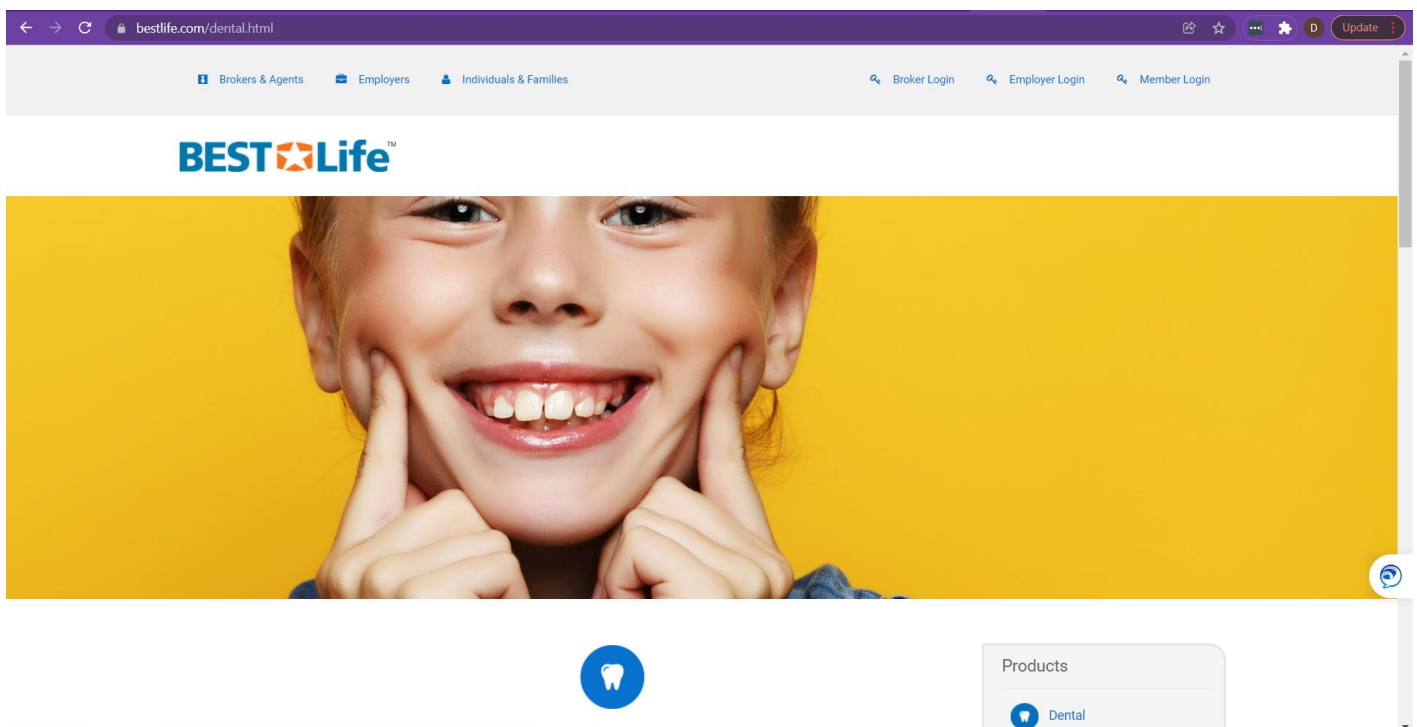 bestlife.com/dental.html
D
Update
Brokers & Agents
Employers
Individuals & Families
Broker Login
Employer Login
Member Login
BEST Life™
Products
Dental